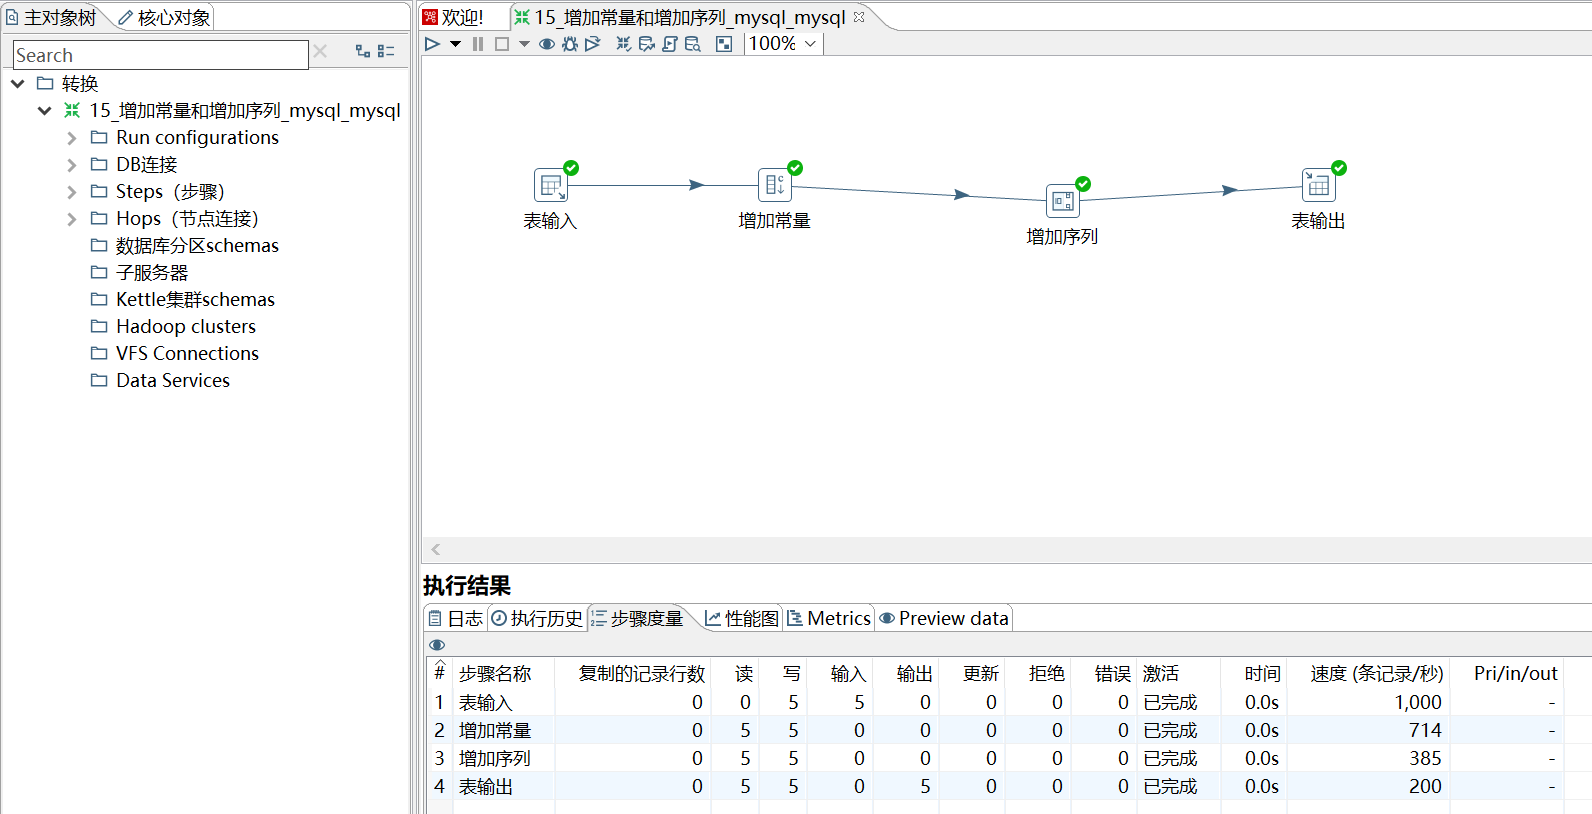 主对象树 核心对象
Search
转换
15_增加常量和增加序列_mysql_mysql
Run configurations
DB连接
Steps（步骤）
Hops（节点连接）
数据库分区schemas
子服务器
Kettle集群schemas
Hadoop clusters
VFS Connections
Data Services
欢迎! 15_增加常量和增加序列_mysql_mysql
100%
表输入 增加常量 增加序列 表输出
执行结果
日志 执行历史 步骤度量 性能图 Metrics Preview data
# 步骤名称 复制的记录行数 读 写 输入 输出 更新 拒绝 错误 激活 时间 速度 (条记录/秒) Pri/in/out
1 表输入 0 0 5 5 0 0 0 0 已完成 0.0s 1,000 -
2 增加常量 0 5 5 0 0 0 0 0 已完成 0.0s 714 -
3 增加序列 0 5 5 0 0 0 0 0 已完成 0.0s 385 -
4 表输出 0 5 5 0 5 0 0 0 已完成 0.0s 200 -